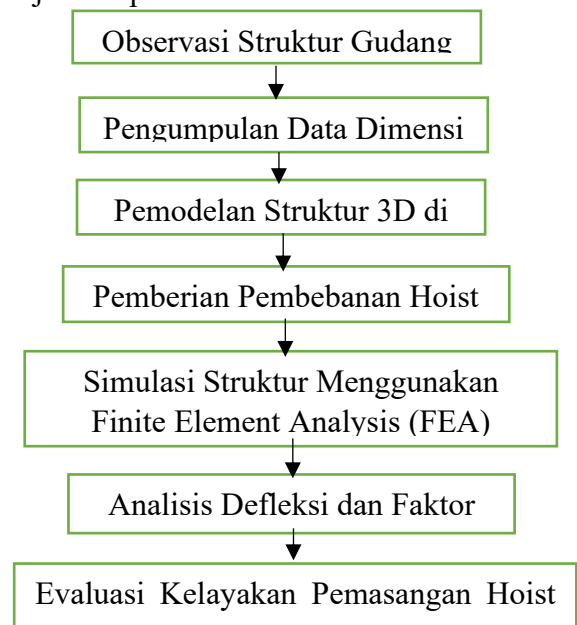 Observasi Struktur Gudang
Pengumpulan Data Dimensi
Pemodelan Struktur 3D di
Pemberian Pembebanan Hoist
Simulasi Struktur Menggunakan
Finite Element Analysis (FEA)
Analisis Defleksi dan Faktor
Evaluasi Kelayakan Pemasangan Hoist